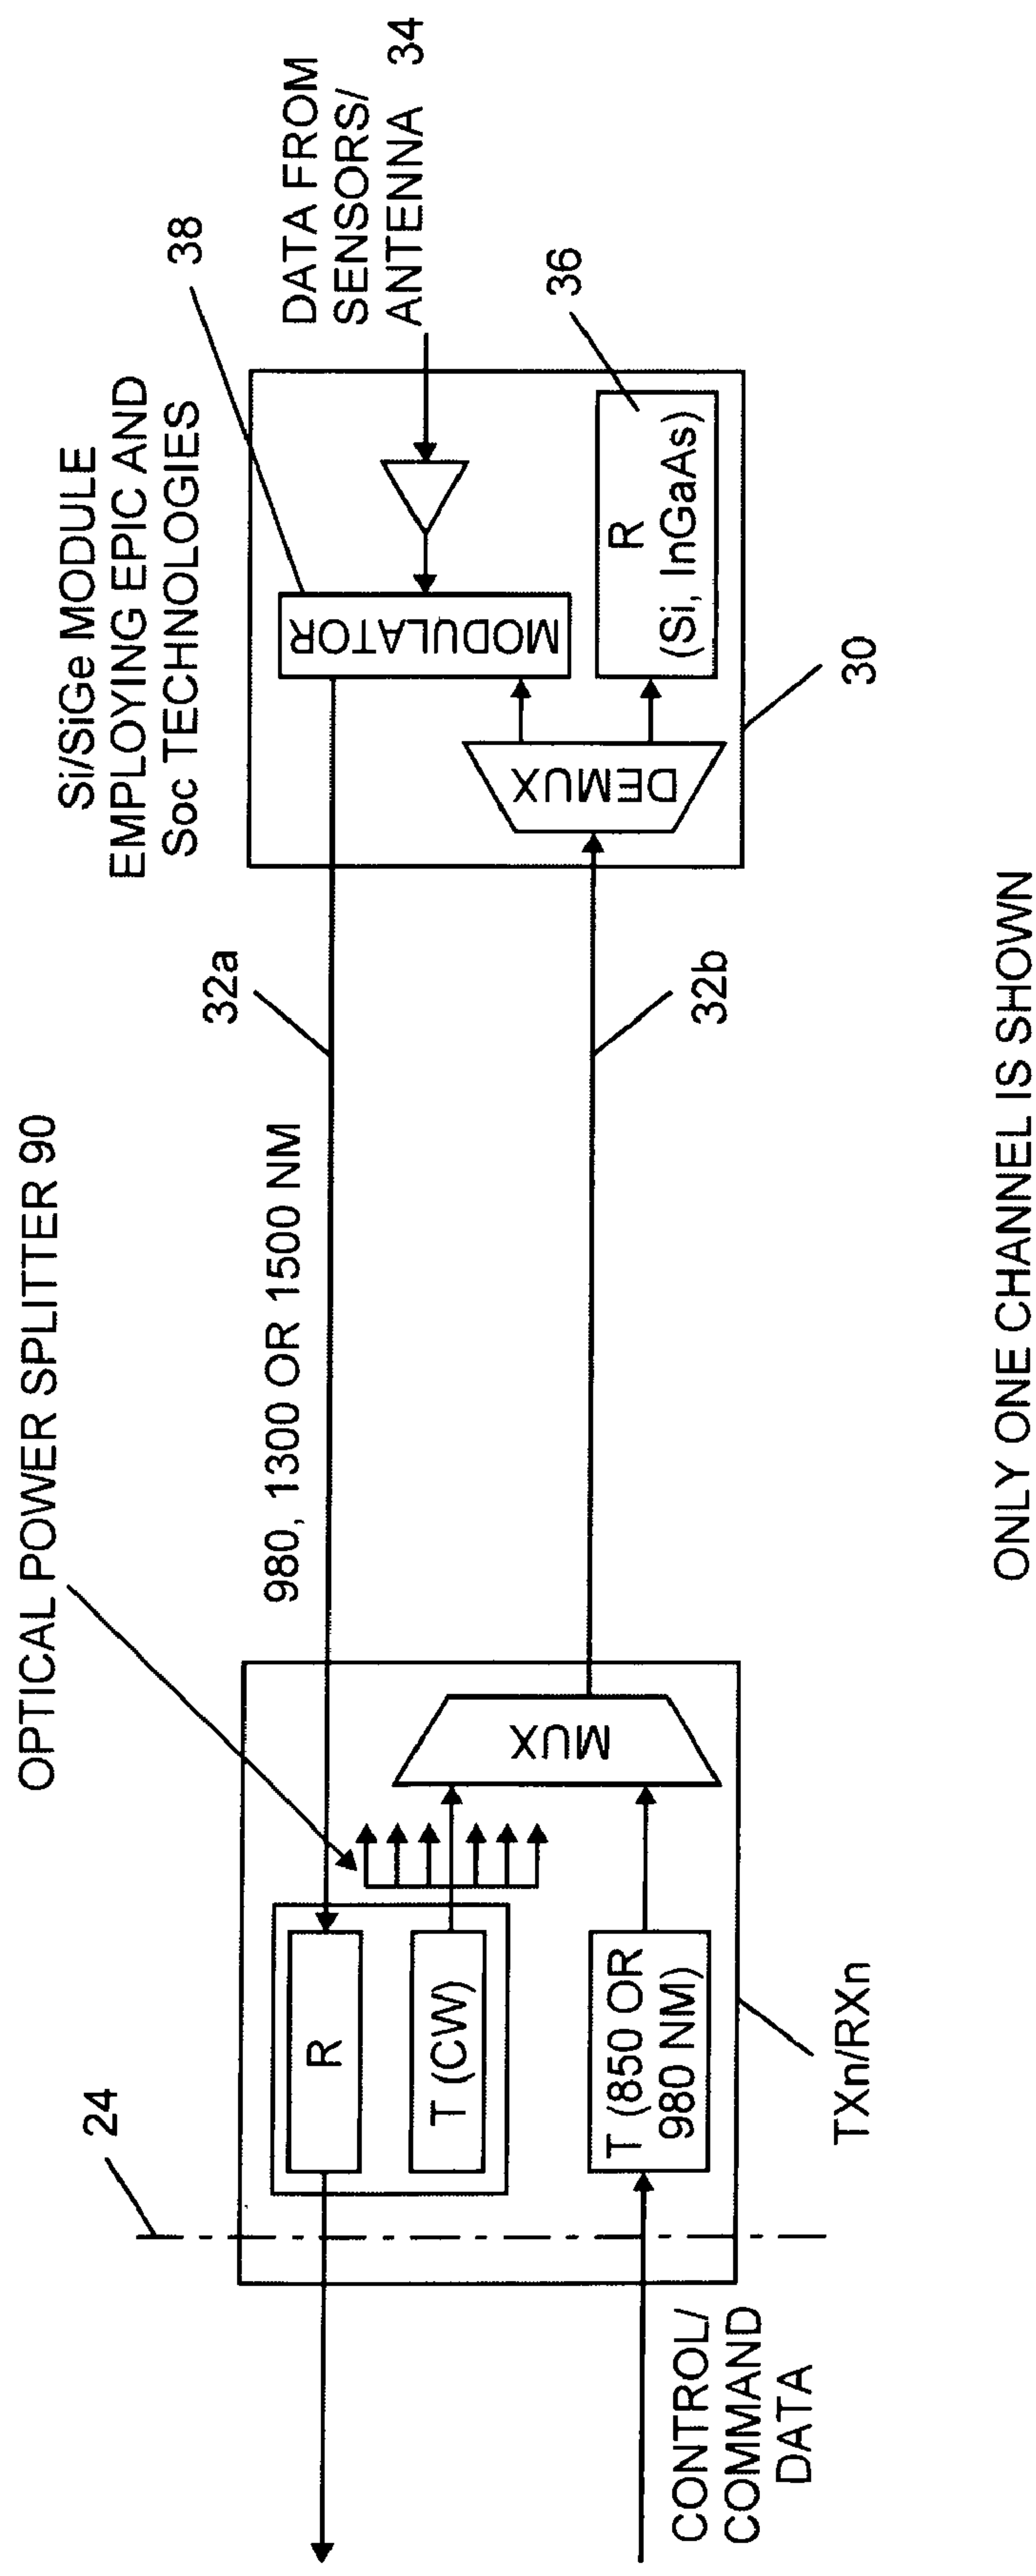 OPTICAL POWER SPLITTER 90
Si/SiGe MODULE
EMPLOYING EPIC AND
Soc TECHNOLOGIES
24
980, 1300 OR 1500 NM
32a
38
DATA FROM
SENSORS/
ANTENNA 34
R
T (CW)
T (850 OR
980 NM)
MUX
32b
DEMUX
MODULATOR
R
(Si, InGaAs)
36
30
CONTROL/
COMMAND
DATA
TXn/RXn
ONLY ONE CHANNEL IS SHOWN